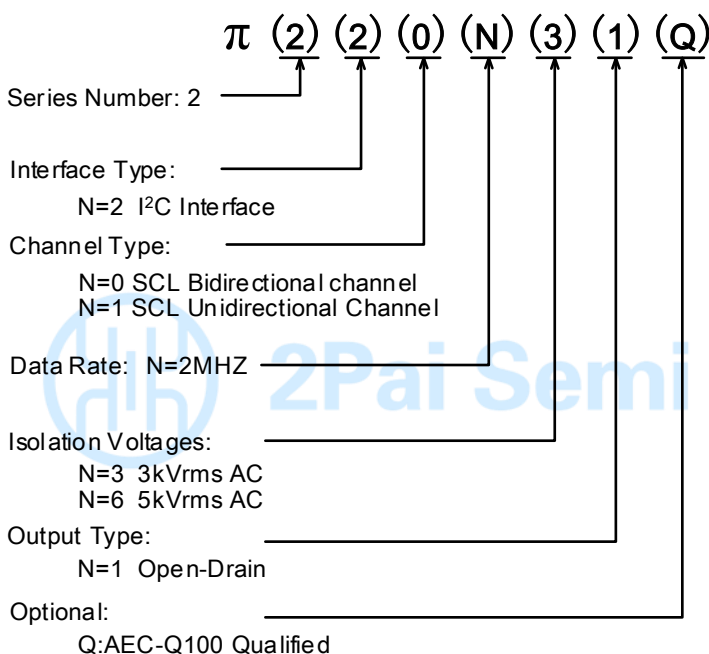 π (2) (2) (0) (N) (3) (1) (Q)
Series Number: 2
Interface Type:
N=2 I²C Interface
Channel Type:
N=0 SCL Bidirectional channel
N=1 SCL Unidirectional Channel
2Pai Semi
Data Rate: N=2MHZ
Isolation Voltages:
N=3 3kVrms AC
N=6 5kVrms AC
Output Type:
N=1 Open-Drain
Optional:
Q:AEC-Q100 Qualified